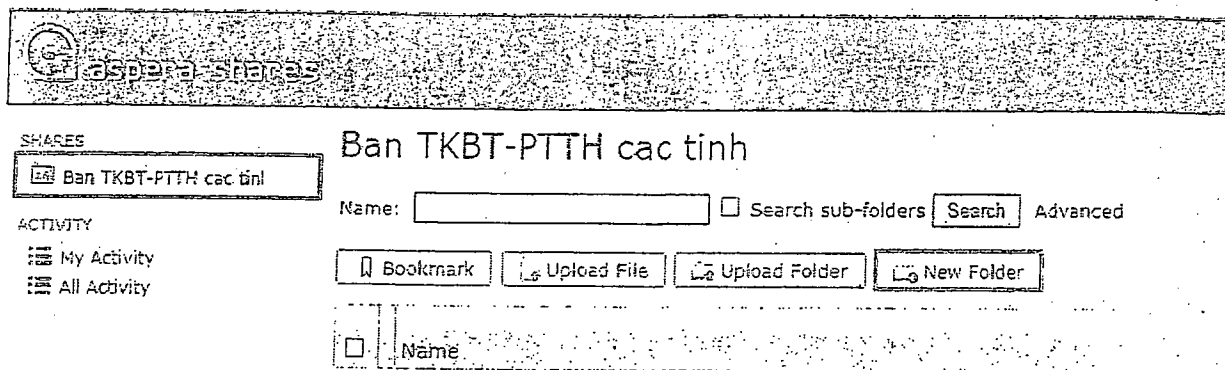 aspera shares
SHARES
Ban TKBT-PTTH cac tinl
ACTIVITY
My Activity
All Activity
Ban TKBT-PTTH cac tinh
Name:
Search sub-folders
Search
Advanced
Bookmark
Upload File
Upload Folder
New Folder
Name